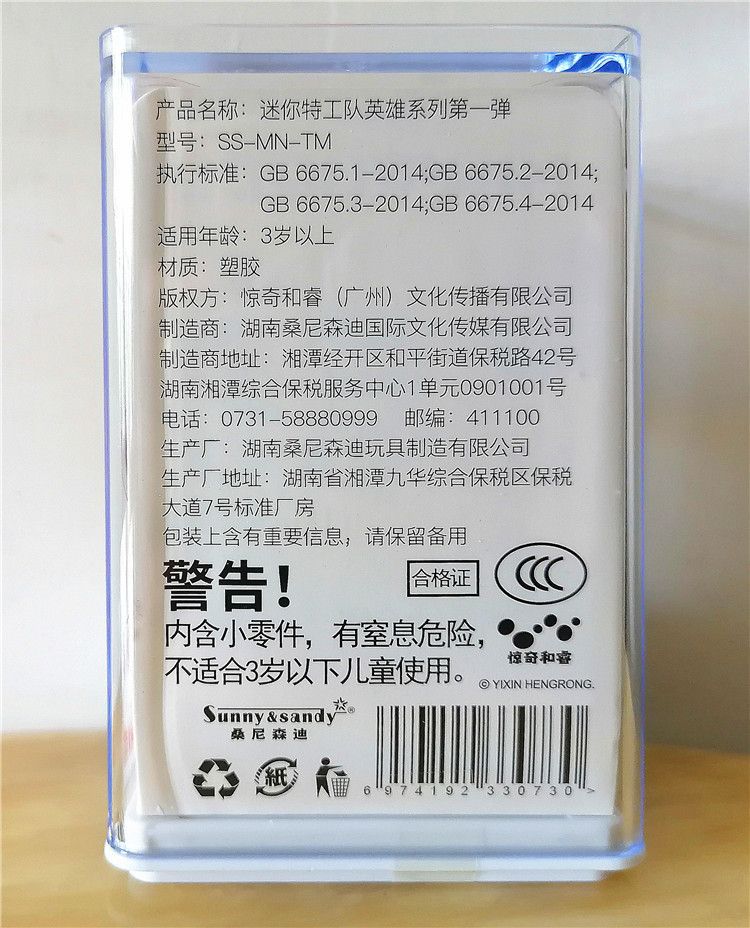 产品名称：迷你特工队英雄系列第一弹
型号：SS-MN-TM
执行标准：GB 6675.1-2014;GB 6675.2-2014;
GB 6675.3-2014;GB 6675.4-2014
适用年龄：3岁以上
材质：塑胶
版权方：惊奇和睿（广州）文化传播有限公司
制造商：湖南桑尼森迪国际文化传媒有限公司
制造商地址：湘潭经开区和平街道保税路42号
湖南湘潭综合保税服务中心1单元0901001号
电话：0731-58880999 邮编：411100
生产厂：湖南桑尼森迪玩具制造有限公司
生产厂地址：湖南省湘潭九华综合保税区保税
大道7号标准厂房
包装上含有重要信息，请保留备用
警告！
合格证
CCC
内含小零件，有窒息危险，
不适合3岁以下儿童使用。
惊奇和睿
© YIXIN HENGRONG.
Sunny&sandy®
桑尼森迪
紙
6 974192 330730 >